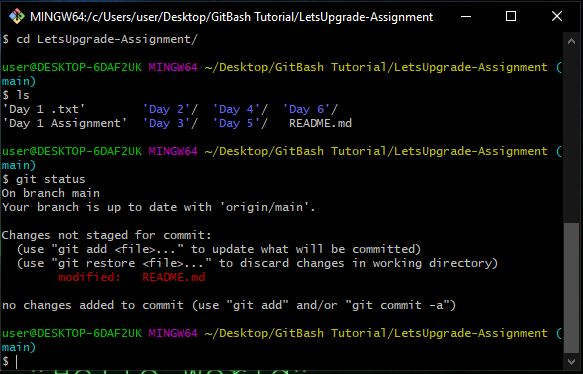 MINGW64:/c/Users/user/Desktop/GitBash Tutorial/LetsUpgrade-Assignment
$ cd LetsUpgrade-Assignment/
user@DESKTOP-6DAF2UK MINGW64 ~/Desktop/GitBash Tutorial/LetsUpgrade-Assignment (
main)
$ ls
'Day 1 .txt' 'Day 2'/ 'Day 4'/ 'Day 6'/
'Day 1 Assignment' 'Day 3'/ 'Day 5'/ README.md
user@DESKTOP-6DAF2UK MINGW64 ~/Desktop/GitBash Tutorial/LetsUpgrade-Assignment (
main)
$ git status
On branch main
Your branch is up to date with 'origin/main'.
Changes not staged for commit:
(use "git add <file>..." to update what will be committed)
(use "git restore <file>..." to discard changes in working directory)
modified: README.md
no changes added to commit (use "git add" and/or "git commit -a")
user@DESKTOP-6DAF2UK MINGW64 ~/Desktop/GitBash Tutorial/LetsUpgrade-Assignment (
main)
$